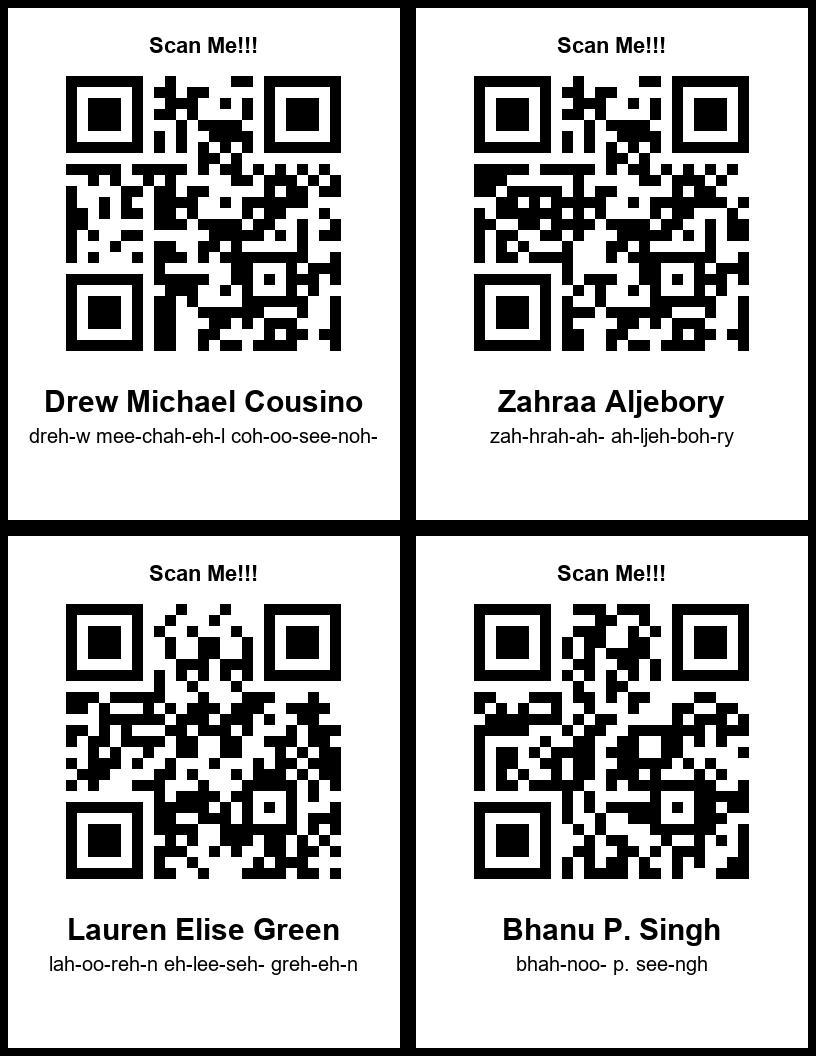 Scan Me!!!
Drew Michael Cousino
dreh-w mee-chah-eh-l coh-oo-see-noh-
Scan Me!!!
Zahraa Aljebory
zah-hrah-ah- ah-ljeh-boh-ry
Scan Me!!!
Lauren Elise Green
lah-oo-reh-n eh-lee-seh- greh-eh-n
Scan Me!!!
Bhanu P. Singh
bhah-noo- p. see-ngh